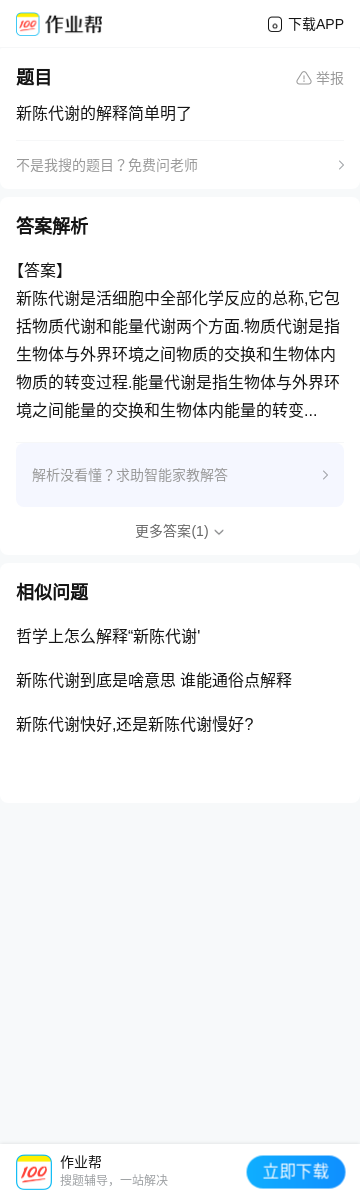 100 作业帮
下载APP
题目
举报
新陈代谢的解释简单明了
不是我搜的题目？免费问老师
答案解析
【答案】
新陈代谢是活细胞中全部化学反应的总称,它包
括物质代谢和能量代谢两个方面.物质代谢是指
生物体与外界环境之间物质的交换和生物体内
物质的转变过程.能量代谢是指生物体与外界环
境之间能量的交换和生物体内能量的转变...
解析没看懂？求助智能家教解答
更多答案(1)
相似问题
哲学上怎么解释“新陈代谢'
新陈代谢到底是啥意思 谁能通俗点解释
新陈代谢快好,还是新陈代谢慢好?
100
作业帮
搜题辅导，一站解决
立即下载